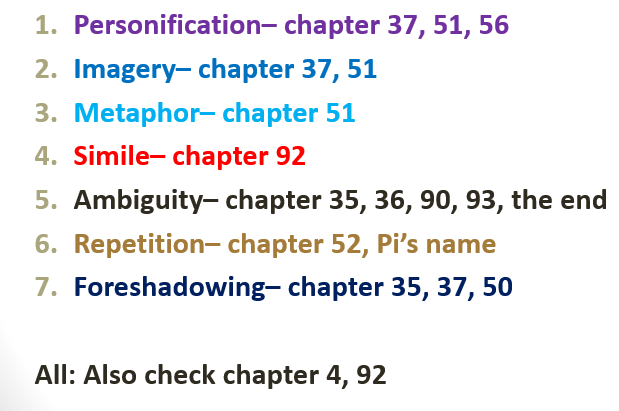 1. Personification– chapter 37, 51, 56
2. Imagery– chapter 37, 51
3. Metaphor– chapter 51
4. Simile– chapter 92
5. Ambiguity– chapter 35, 36, 90, 93, the end
6. Repetition– chapter 52, Pi’s name
7. Foreshadowing– chapter 35, 37, 50
All: Also check chapter 4, 92